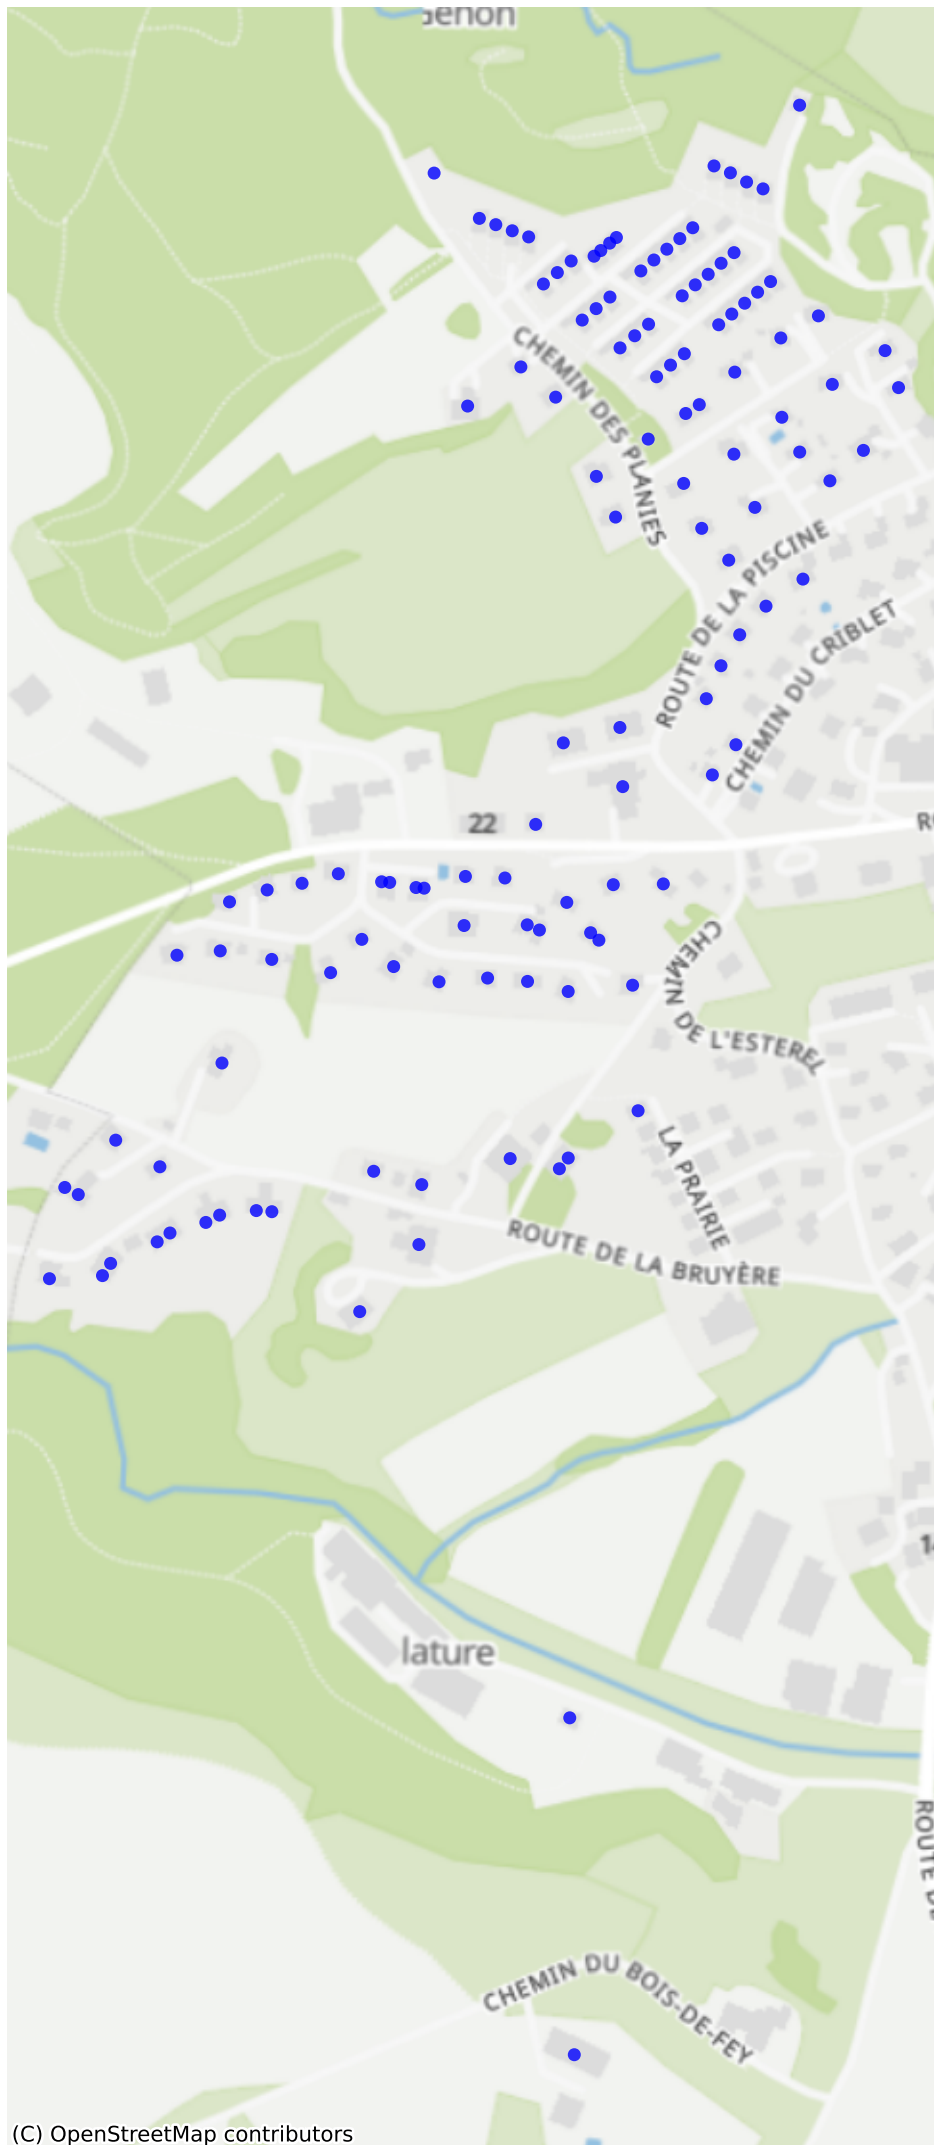 CHEMIN DES PLANIES
ROUTE DE LA PISCINE
CHEMIN DU CRIBLET
22
CHEMIN DE L'ESTEREL
LA PRAIRIE
ROUTE DE LA BRUYÈRE
lature
CHEMIN DU BOIS-DE-FEY
(C) OpenStreetMap contributors